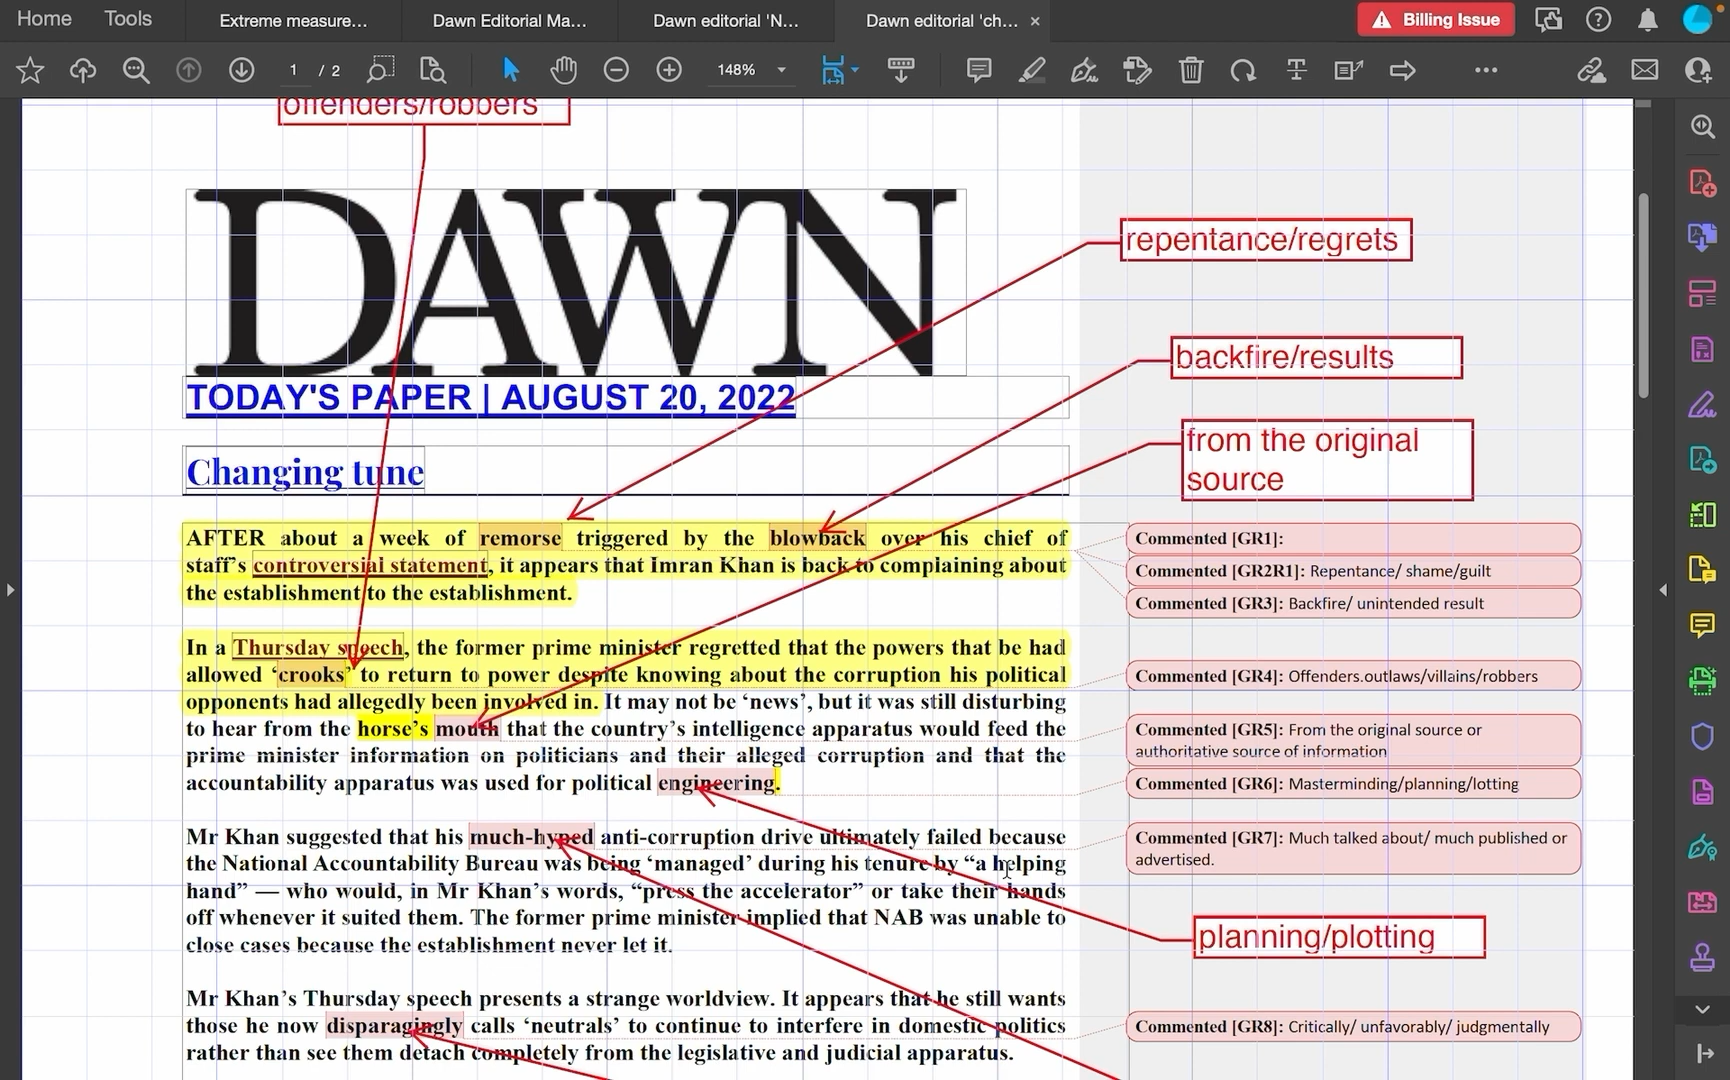 Home Tools Extreme measure... Dawn Editorial Ma... Dawn editorial 'N... Dawn editorial 'ch... × Billing Issue
1 / 2 148%
offenders/robbers
DAWN
repentance/regrets
backfire/results
TODAY'S PAPER | AUGUST 20, 2022
from the original
source
Changing tune
AFTER about a week of remorse triggered by the blowback over his chief of
staff's controversial statement, it appears that Imran Khan is back to complaining about
the establishment to the establishment.
Commented [GR1]:
Commented [GR2R1]: Repentance/ shame/guilt
Commented [GR3]: Backfire/ unintended result
In a Thursday speech, the former prime minister regretted that the powers that be had
allowed 'crooks' to return to power despite knowing about the corruption his political
opponents had allegedly been involved in. It may not be 'news', but it was still disturbing
to hear from the horse's mouth that the country's intelligence apparatus would feed the
prime minister information on politicians and their alleged corruption and that the
accountability apparatus was used for political engineering.
Commented [GR4]: Offenders.outlaws/villains/robbers
Commented [GR5]: From the original source or
authoritative source of information
Commented [GR6]: Masterminding/planning/lotting
Mr Khan suggested that his much-hyped anti-corruption drive ultimately failed because
the National Accountability Bureau was being 'managed' during his tenure by “a helping
hand” — who would, in Mr Khan's words, “press the accelerator” or take their hands
off whenever it suited them. The former prime minister implied that NAB was unable to
close cases because the establishment never let it.
Commented [GR7]: Much talked about/ much published or
advertised.
planning/plotting
Mr Khan's Thursday speech presents a strange worldview. It appears that he still wants
those he now disparagingly calls 'neutrals' to continue to interfere in domestic politics
rather than see them detach completely from the legislative and judicial apparatus.
Commented [GR8]: Critically/ unfavorably/ judgmentally